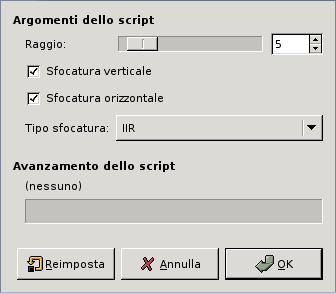 Argomenti dello script
Raggio: 5
Sfocatura verticale
Sfocatura orizzontale
Tipo sfocatura: IIR
Avanzamento dello script
(nessuno)
Reimposta Annulla OK